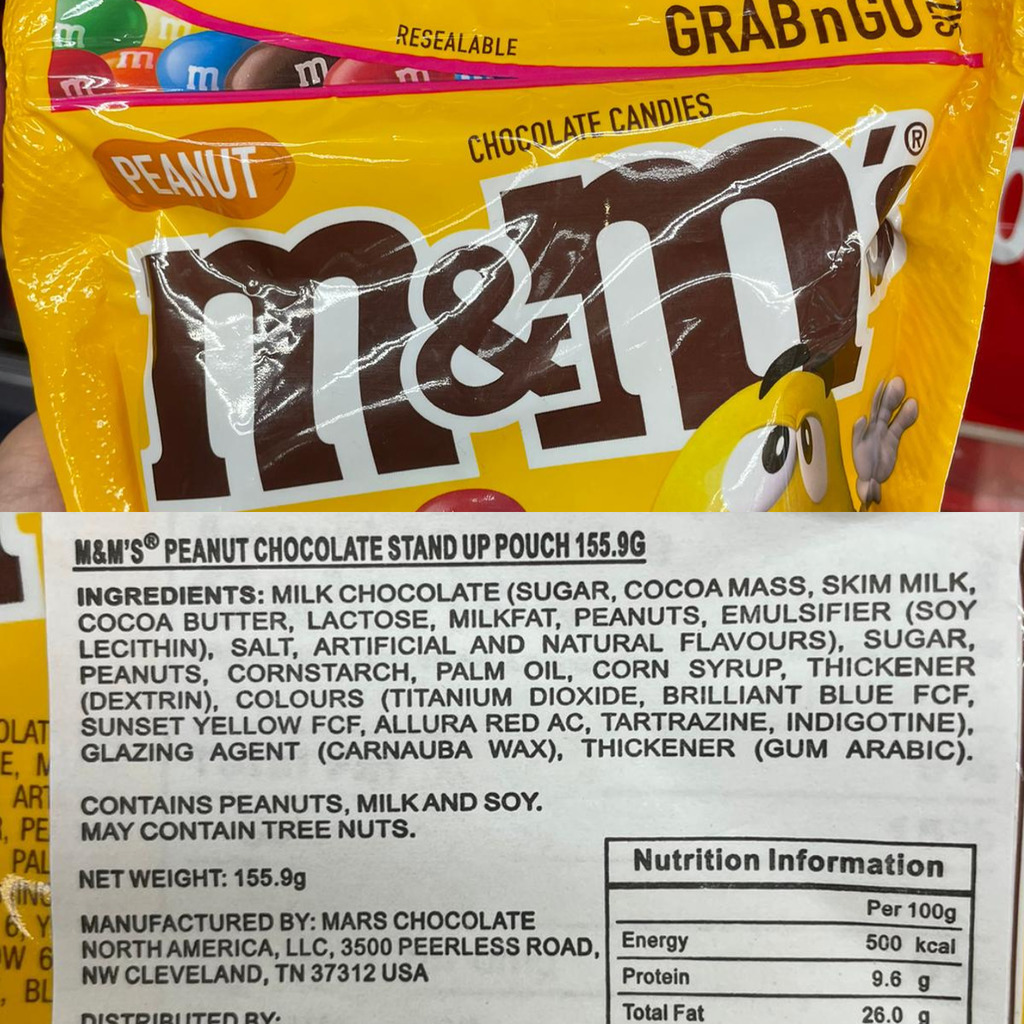 GRAB n GO SIZE
RESEALABLE
m m m m m m m
CHOCOLATE CANDIES
PEANUT
m&m's®
M&M'S® PEANUT CHOCOLATE STAND UP POUCH 155.9G
INGREDIENTS: MILK CHOCOLATE (SUGAR, COCOA MASS, SKIM MILK,
COCOA BUTTER, LACTOSE, MILKFAT, PEANUTS, EMULSIFIER (SOY
LECITHIN), SALT, ARTIFICIAL AND NATURAL FLAVOURS), SUGAR,
PEANUTS, CORNSTARCH, PALM OIL, CORN SYRUP, THICKENER
(DEXTRIN), COLOURS (TITANIUM DIOXIDE, BRILLIANT BLUE FCF,
SUNSET YELLOW FCF, ALLURA RED AC, TARTRAZINE, INDIGOTINE),
GLAZING AGENT (CARNAUBA WAX), THICKENER (GUM ARABIC).
CONTAINS PEANUTS, MILK AND SOY.
MAY CONTAIN TREE NUTS.
NET WEIGHT: 155.9g
MANUFACTURED BY: MARS CHOCOLATE
NORTH AMERICA, LLC, 3500 PEERLESS ROAD,
NW CLEVELAND, TN 37312 USA
DISTRIBUTED BY:
Nutrition Information
Per 100g
Energy 500 kcal
Protein 9.6 g
Total Fat 26.0 g